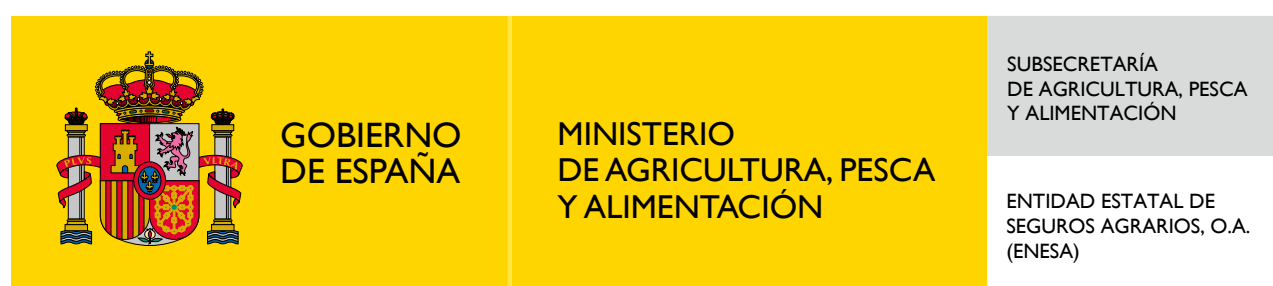 PLVS VLTRA
GOBIERNO
DE ESPAÑA
MINISTERIO
DE AGRICULTURA, PESCA
Y ALIMENTACIÓN
SUBSECRETARÍA
DE AGRICULTURA, PESCA
Y ALIMENTACIÓN
ENTIDAD ESTATAL DE
SEGUROS AGRARIOS, O.A.
(ENESA)